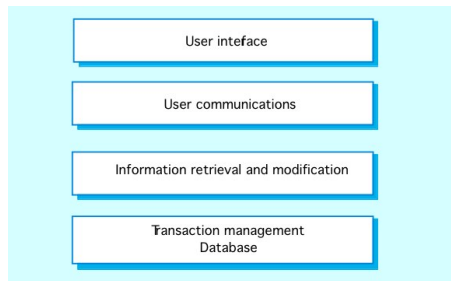 User inteface
User communications
Information retrieval and modification
Transaction management
Database